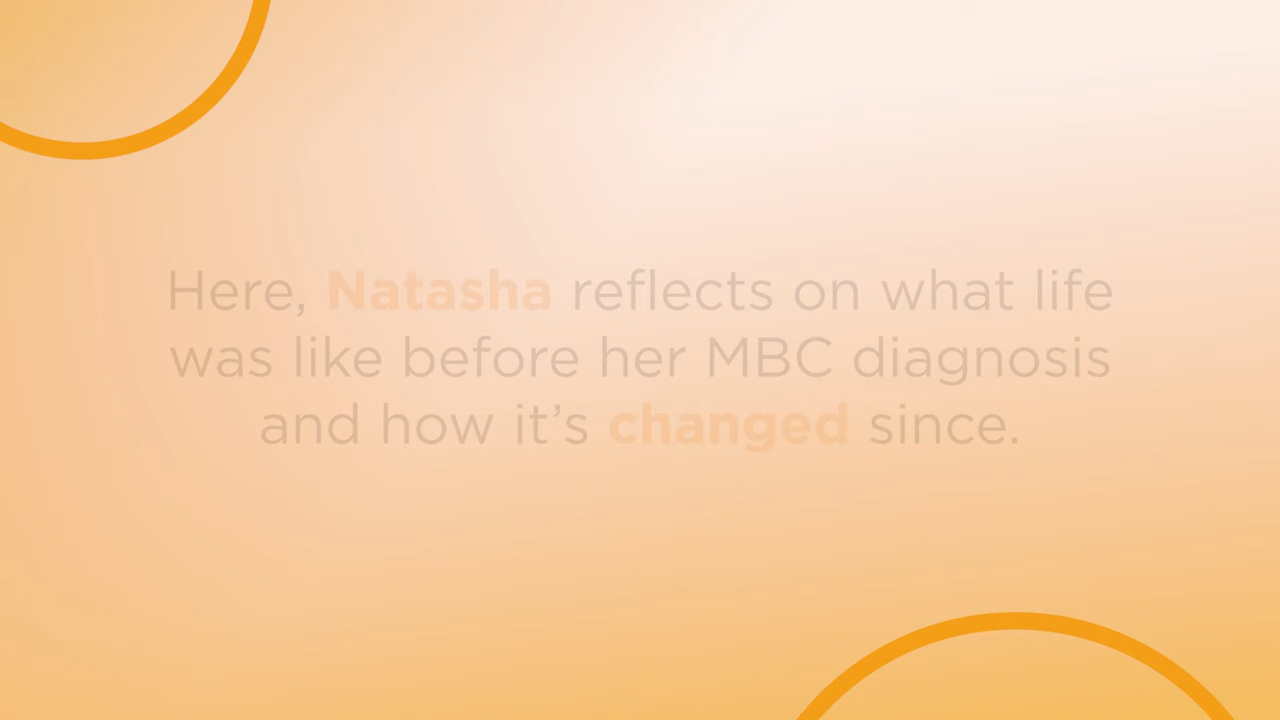 Here, Natasha reflects on what life
was like before her MBC diagnosis
and how it’s changed since.